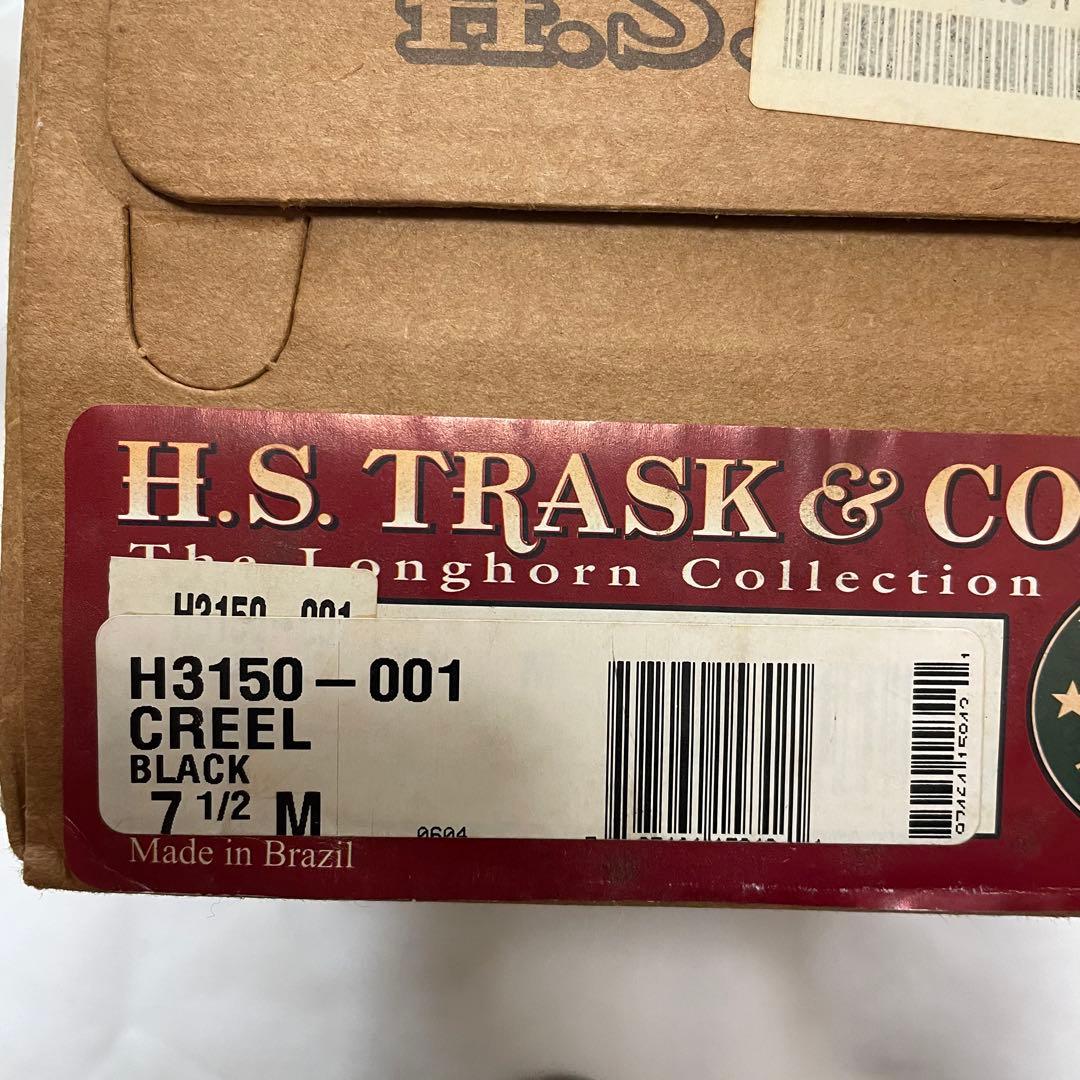 H.S.
H.S. TRASK & CO
The Longhorn Collection
H3150 001
H3150-001
CREEL
BLACK
7 1/2 M
0604
Made in Brazil